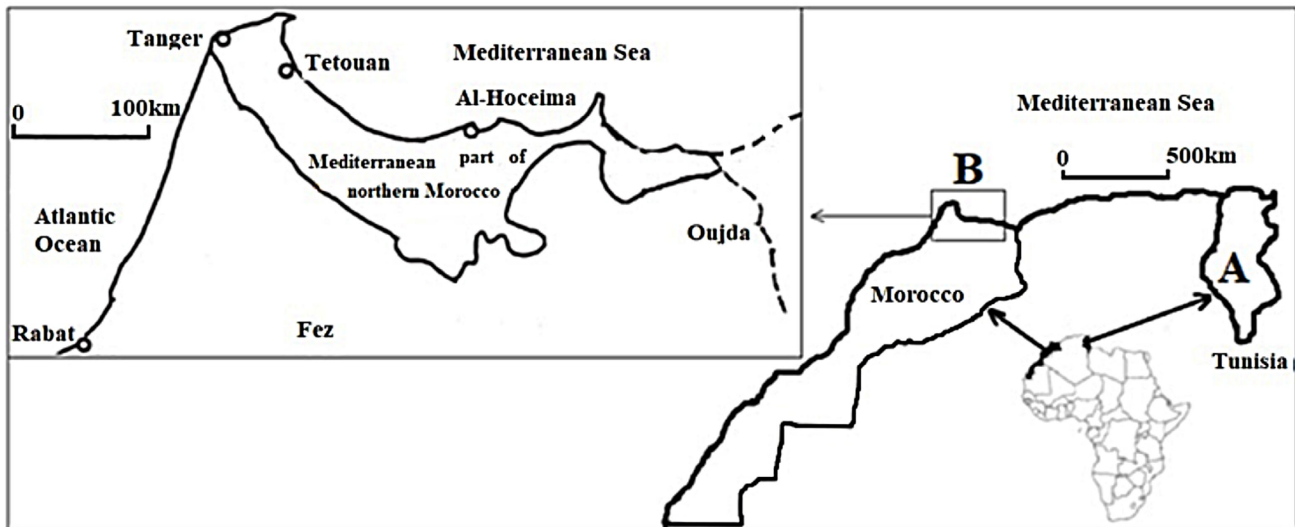 Tanger
Tetouan
Mediterranean Sea
Al-Hoceima
0
100km
Mediterranean part of
northern Morocco
Atlantic
Ocean
Oujda
Rabat
Fez
Mediterranean Sea
0
500km
B
A
Morocco
Tunisia